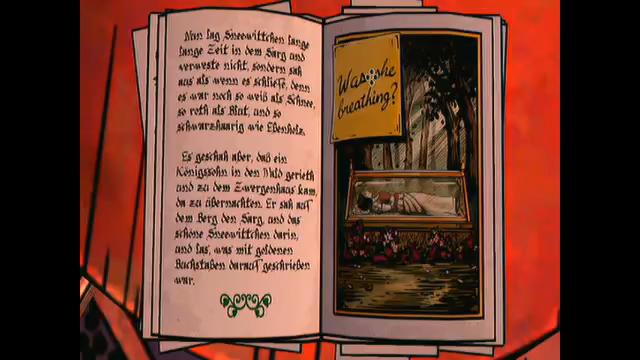 Nun lag Sneewittchen lange
lange Zeit in dem Sarg und
verweste nicht, sondern sah
aus als wenn es schliefe, denn
es war noch so weiß als Schnee,
so roth als Blut, und so
schwarzhaarig wie Ebenholz.
Es geschah aber, daß ein
Königssohn in den Wald gerieth
und zu dem Zwergenhaus kam,
da zu übernachten. Er sah auf
dem Berg den Sarg, und das
schöne Sneewittchen darin,
und las, was mit goldenen
Buchstaben darauf geschrieben
war.
Was she
breathing?